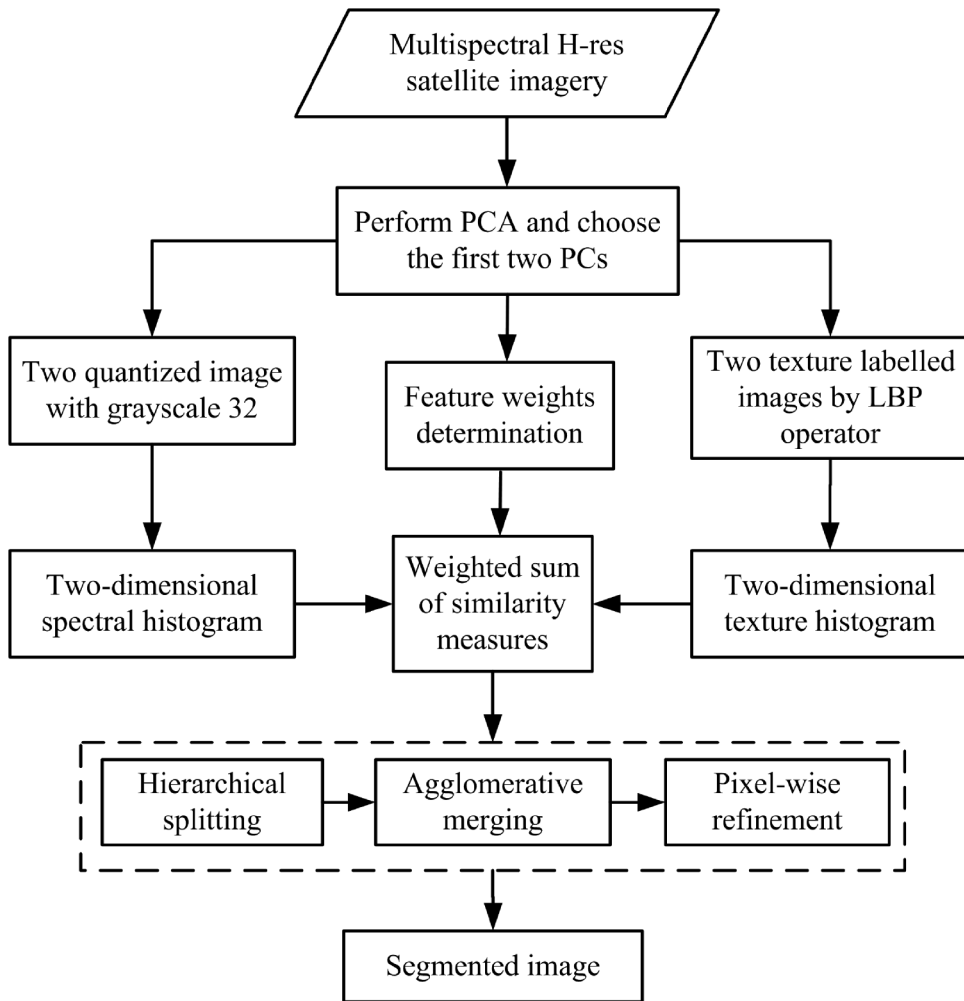 Multispectral H-res
satellite imagery
Perform PCA and choose
the first two PCs
Two quantized image
with grayscale 32
Feature weights
determination
Two texture labelled
images by LBP
operator
Two-dimensional
spectral histogram
Weighted sum
of similarity
measures
Two-dimensional
texture histogram
Hierarchical
splitting
Agglomerative
merging
Pixel-wise
refinement
Segmented image